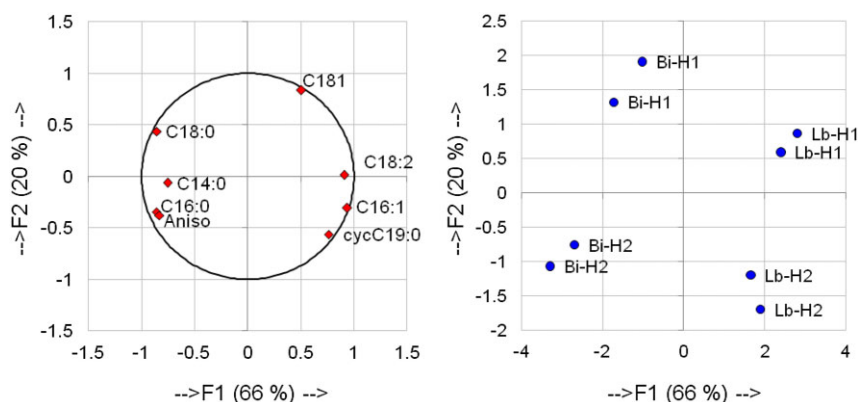 1.5
1
0.5
0
-0.5
-1
-1.5
-->F2 (20 %) -->
C181
C18:0
C18:2
C14:0
C16:0
Aniso
C16:1
cycC19:0
-1.5 -1 -0.5 0 0.5 1 1.5
-->F1 (66 %) -->
2.5
2
1.5
1
0.5
0
-0.5
-1
-1.5
-2
-->F2 (20 %) -->
Bi-H1
Bi-H1
Lb-H1
Lb-H1
Bi-H2
Bi-H2
Lb-H2
Lb-H2
-4 -2 0 2 4
-->F1 (66 %) -->